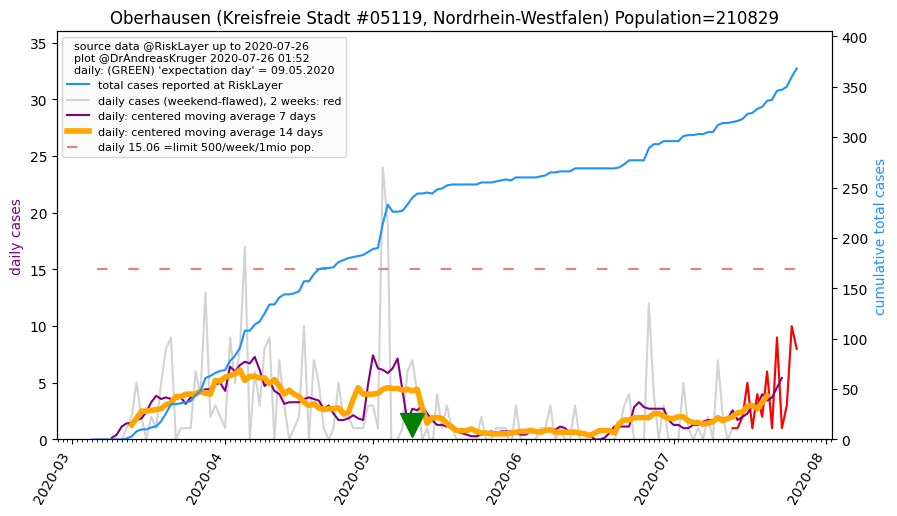 Oberhausen (Kreisfreie Stadt #05119, Nordrhein-Westfalen) Population=210829
source data @RiskLayer up to 2020-07-26
plot @DrAndreasKruger 2020-07-26 01:52
daily: (GREEN) 'expectation day' = 09.05.2020
total cases reported at RiskLayer
daily cases (weekend-flawed), 2 weeks: red
daily: centered moving average 7 days
daily: centered moving average 14 days
daily 15.06 =limit 500/week/1mio pop.
daily cases
35
30
25
20
15
10
5
0
cumulative total cases
400
350
300
250
200
150
100
50
0
2020-03
2020-04
2020-05
2020-06
2020-07
2020-08